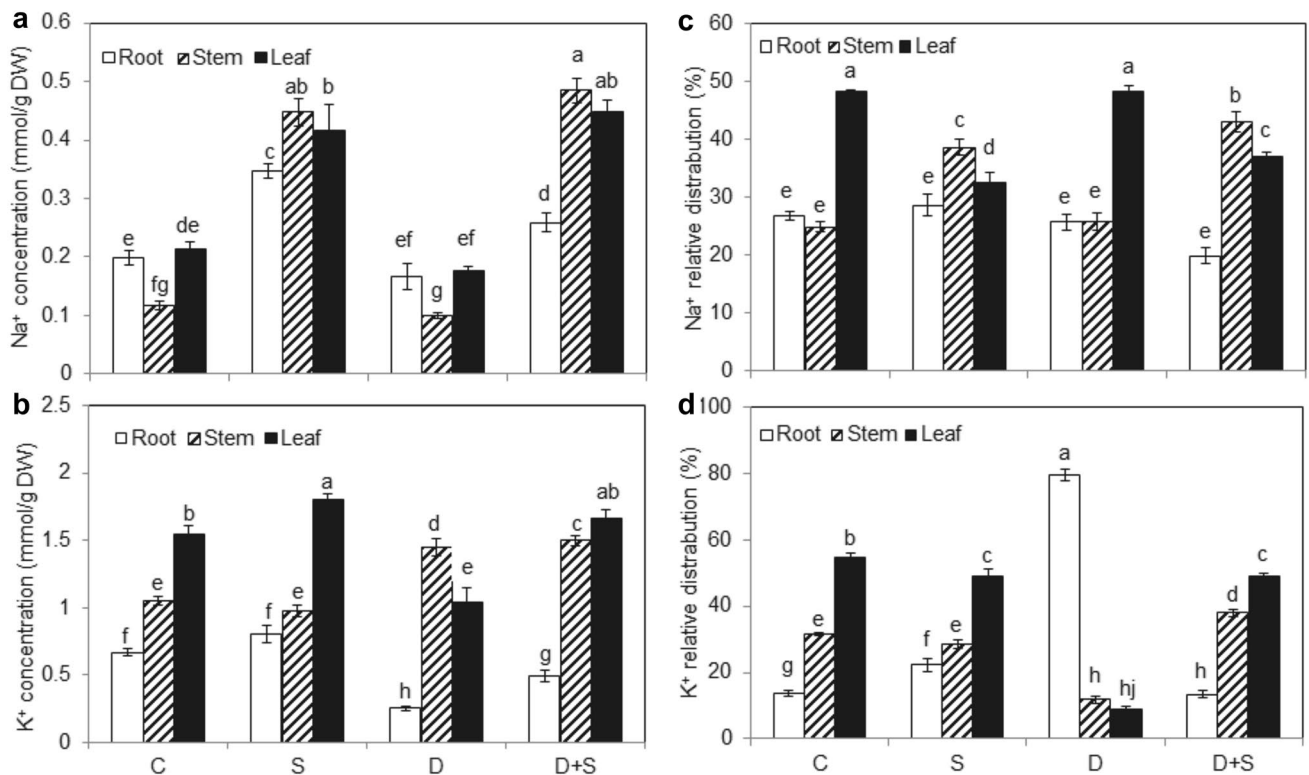 a
0.6
0.5
0.4
0.3
0.2
0.1
0
Na⁺ concentration (mmol/g DW)
Root Stem Leaf
e fg de
c ab b
ef g ef
d a ab
c
60
50
40
30
20
10
0
Na⁺ relative distrabution (%)
Root Stem Leaf
e e a
e c d
e e a
e b c
b
2.5
2
1.5
1
0.5
0
K⁺ concentration (mmol/g DW)
Root Stem Leaf
f e b
f e a
h d e
g c ab
C S D D+S
d
100
80
60
40
20
0
K⁺ relative distrabution (%)
Root Stem Leaf
g e b
f e c
a h hj
h d c
C S D D+S